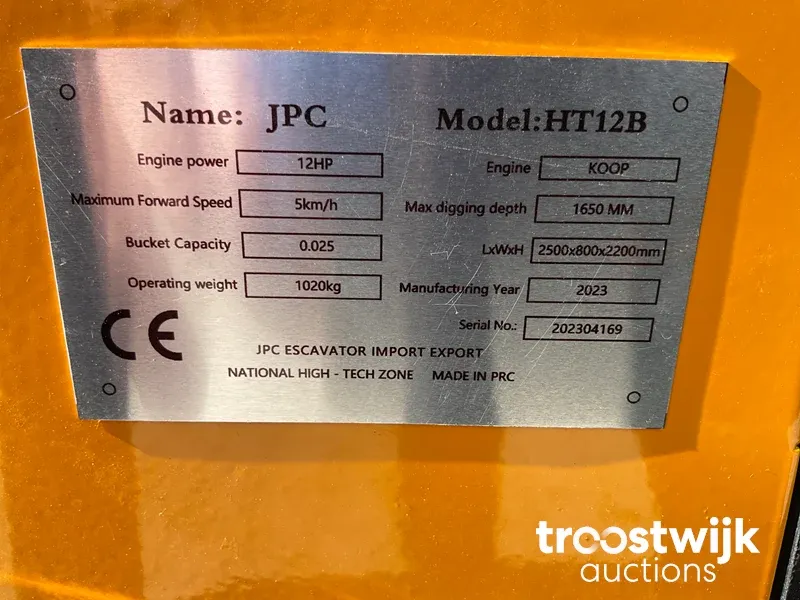 Name: JPC Model:HT12B
Engine power 12HP Engine KOOP
Maximum Forward Speed 5km/h Max digging depth 1650 MM
Bucket Capacity 0.025 LxWxH 2500x800x2200mm
Operating weight 1020kg Manufacturing Year 2023
Serial No.: 202304169
CE
JPC ESCAVATOR IMPORT EXPORT
NATIONAL HIGH - TECH ZONE MADE IN PRC
troostwijk
auctions